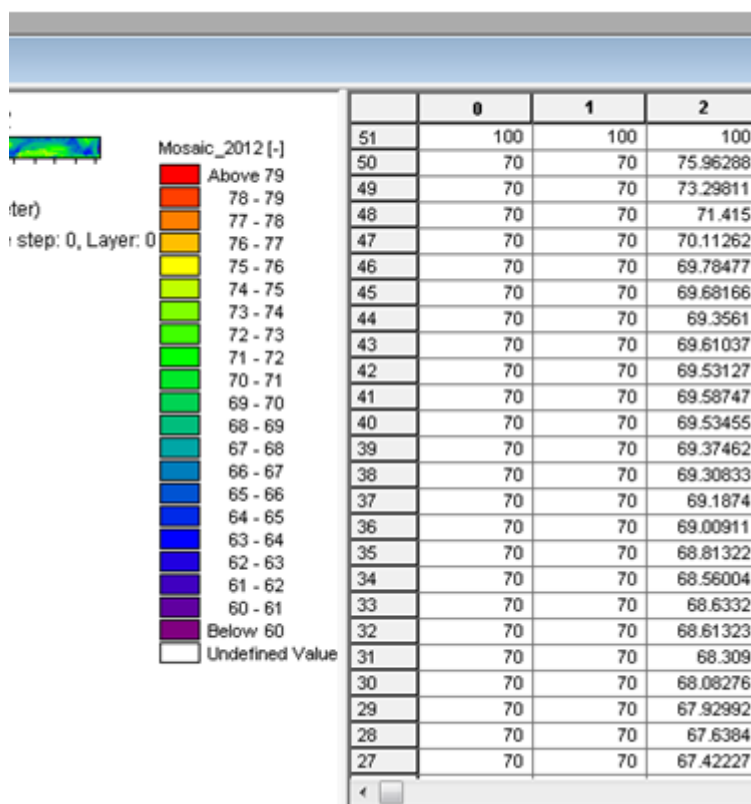 Mosaic_2012 [-]
Above 79
78 - 79
77 - 78
76 - 77
75 - 76
74 - 75
73 - 74
72 - 73
71 - 72
70 - 71
69 - 70
68 - 69
67 - 68
66 - 67
65 - 66
64 - 65
63 - 64
62 - 63
61 - 62
60 - 61
Below 60
Undefined Value
ter)
step: 0, Layer: 0
0 1 2
51 100 100 100
50 70 70 75.96288
49 70 70 73.29811
48 70 70 71.415
47 70 70 70.11262
46 70 70 69.78477
45 70 70 69.68166
44 70 70 69.3561
43 70 70 69.61037
42 70 70 69.53127
41 70 70 69.58747
40 70 70 69.53455
39 70 70 69.37462
38 70 70 69.30833
37 70 70 69.1874
36 70 70 69.00911
35 70 70 68.81322
34 70 70 68.56004
33 70 70 68.6332
32 70 70 68.61323
31 70 70 68.309
30 70 70 68.08276
29 70 70 67.92992
28 70 70 67.6384
27 70 70 67.42227